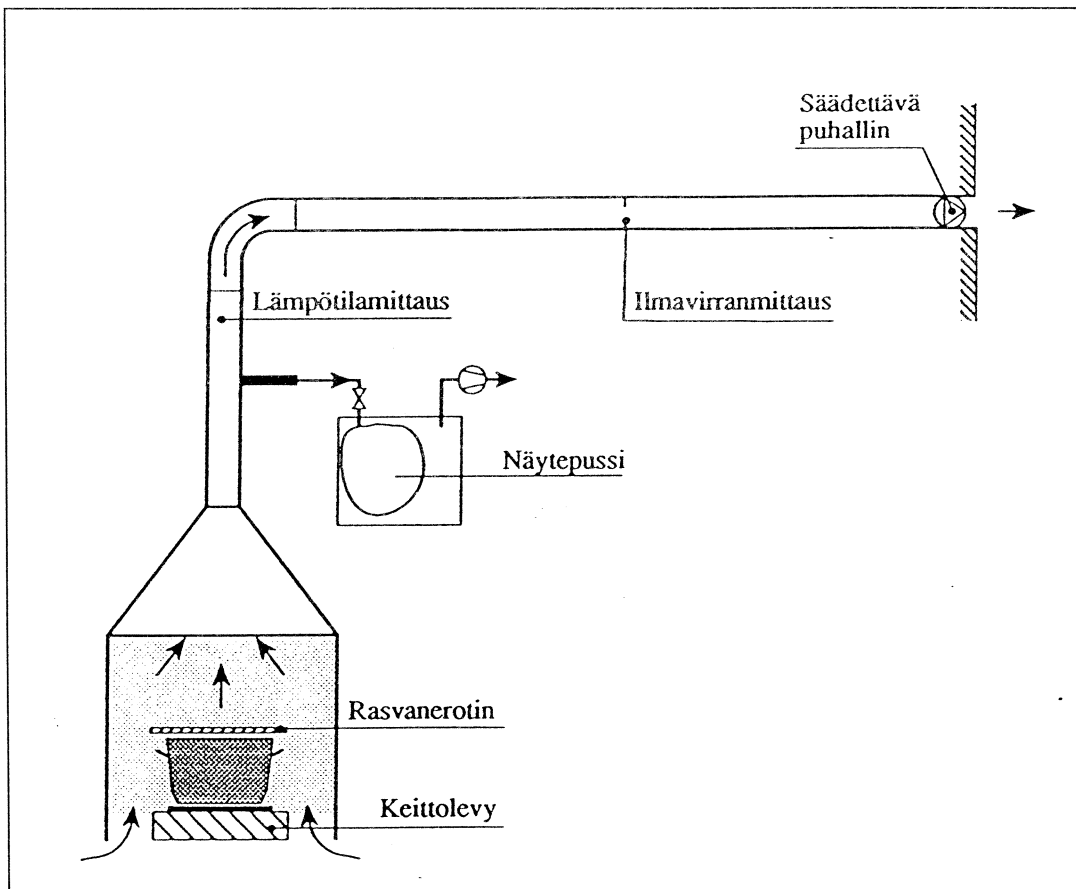 Säädettävä
puhallin
Lämpötilamittaus
Ilmavirranmittaus
Näytepussi
Rasvanerotin
Keittolevy